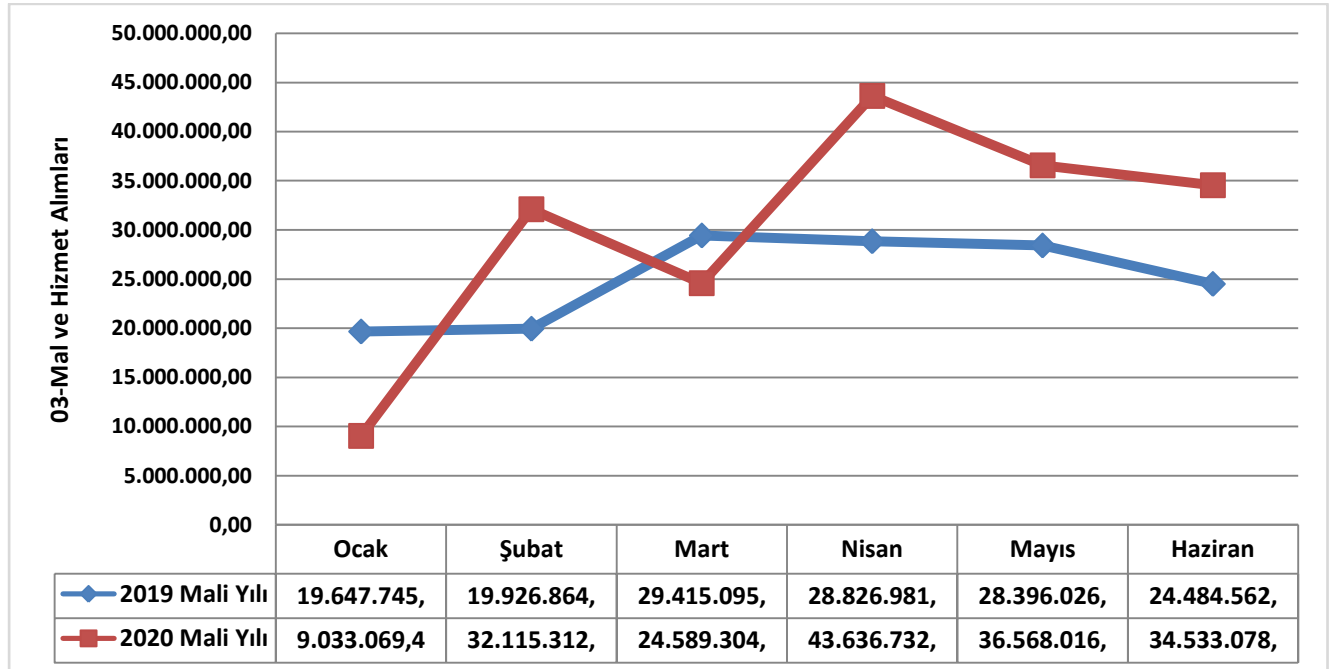 50.000.000,00
45.000.000,00
40.000.000,00
35.000.000,00
30.000.000,00
25.000.000,00
20.000.000,00
15.000.000,00
10.000.000,00
5.000.000,00
0,00
03-Mal ve Hizmet Alımları
Ocak Şubat Mart Nisan Mayıs Haziran
2019 Mali Yılı 19.647.745, 19.926.864, 29.415.095, 28.826.981, 28.396.026, 24.484.562,
2020 Mali Yılı 9.033.069,4 32.115.312, 24.589.304, 43.636.732, 36.568.016, 34.533.078,